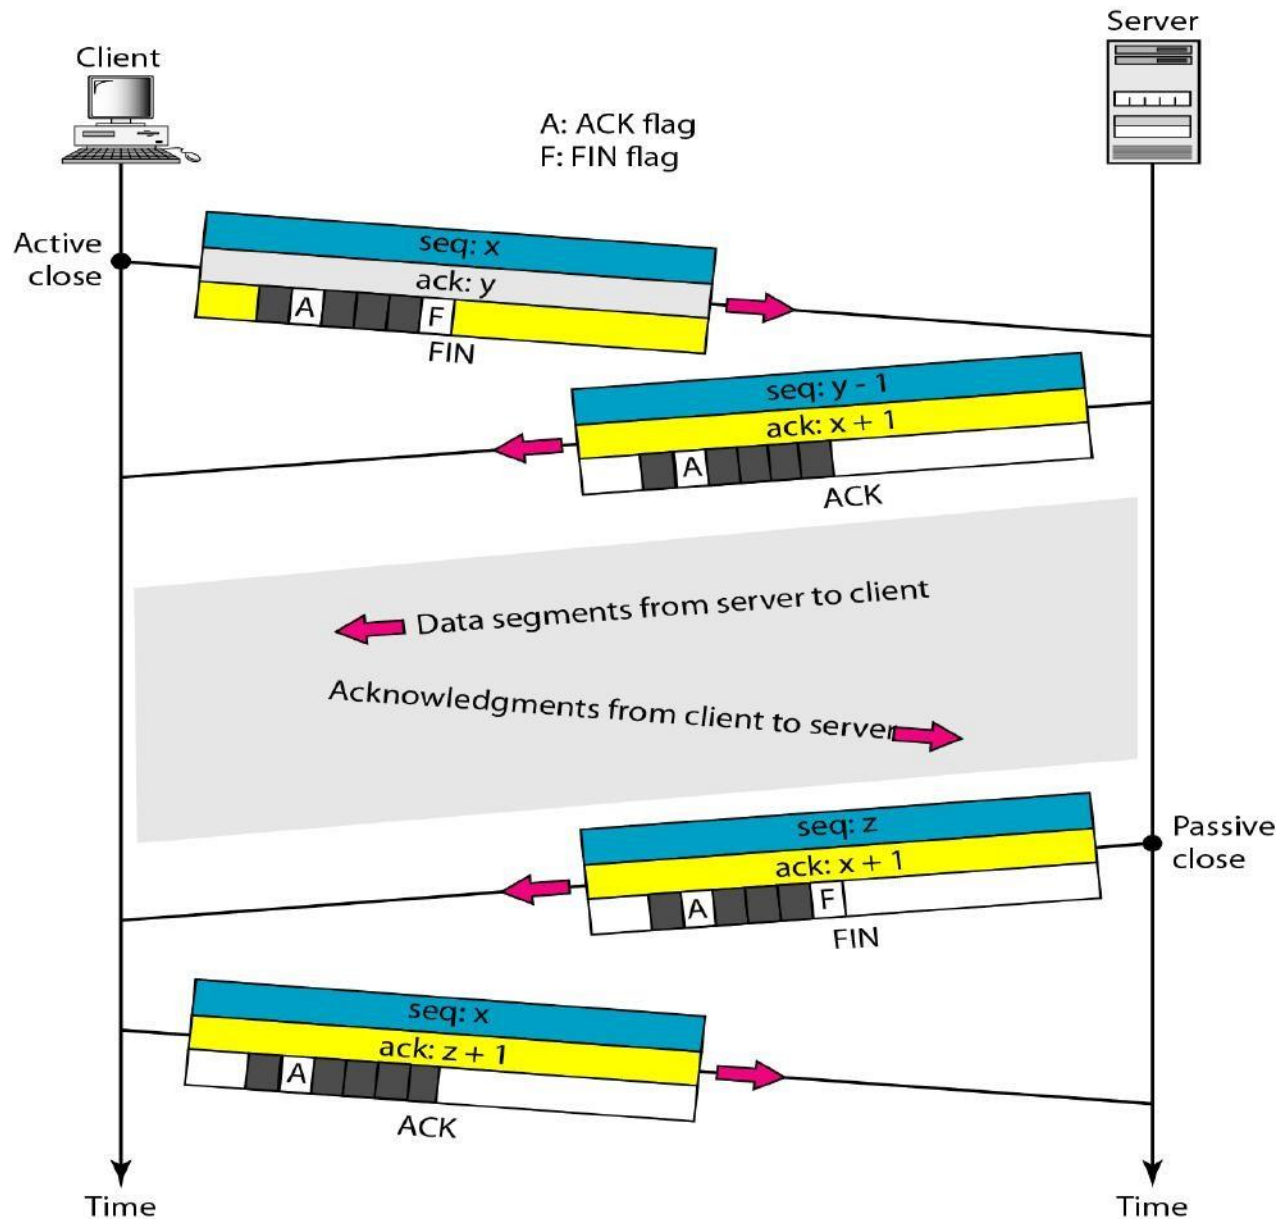 Server
Client
A: ACK flag
F: FIN flag
Active
close
seq: x
ack: y
A F
FIN
seq: y - 1
ack: x + 1
A
ACK
Data segments from server to client
Acknowledgments from client to server
Passive
close
seq: z
ack: x + 1
A F
FIN
seq: x
ack: z + 1
A
ACK
Time
Time